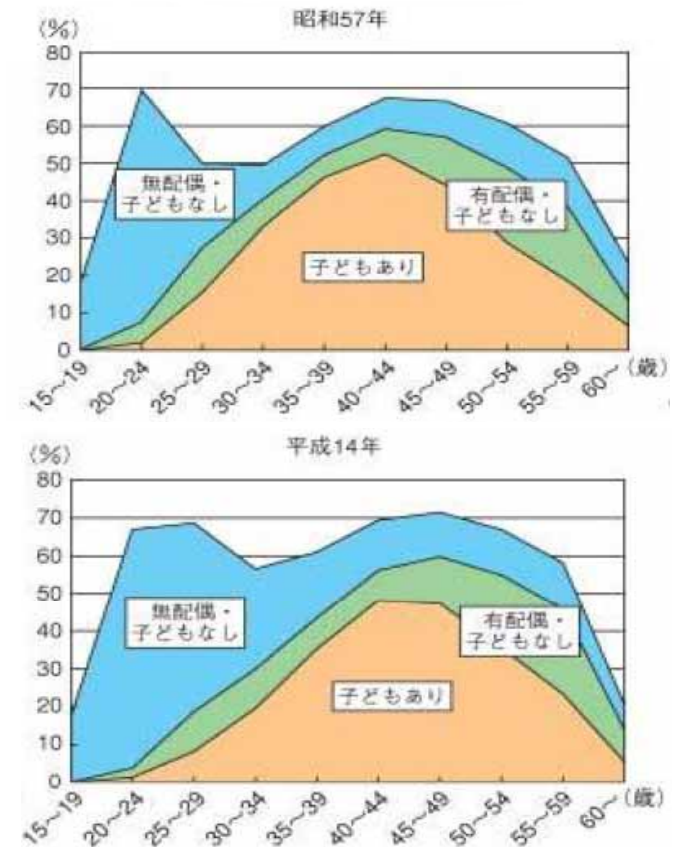 昭和57年
(%)
80
70
60
50
40
30
20
10
0
無配偶・
子どもなし
有配偶・
子どもなし
子どもあり
15～19
20～24
25～29
30～34
35～39
40～44
45～49
50～54
55～59
60～
(歳)
平成14年
(%)
80
70
60
50
40
30
20
10
0
無配偶・
子どもなし
有配偶・
子どもなし
子どもあり
15～19
20～24
25～29
30～34
35～39
40～44
45～49
50～54
55～59
60～
(歳)